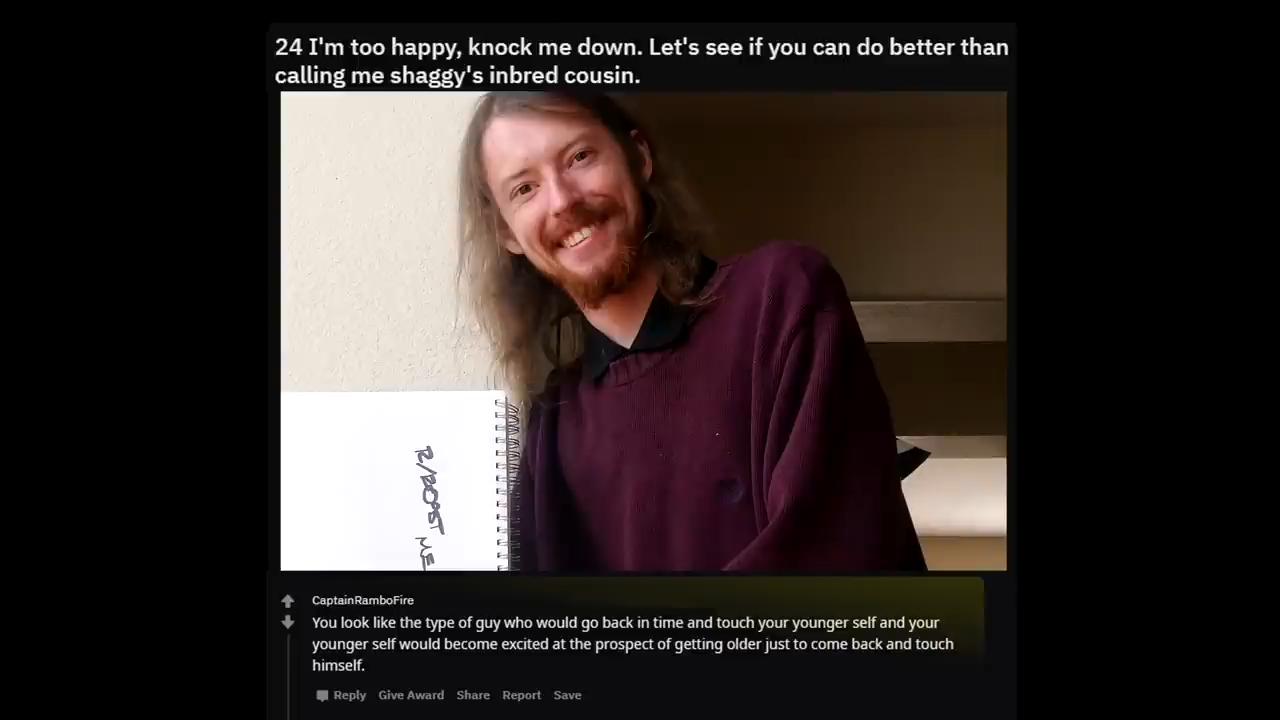 24 I'm too happy, knock me down. Let's see if you can do better than
calling me shaggy's inbred cousin.
R/ROAST ME
CaptainRamboFire
You look like the type of guy who would go back in time and touch your younger self and your
younger self would become excited at the prospect of getting older just to come back and touch
himself.
Reply Give Award Share Report Save